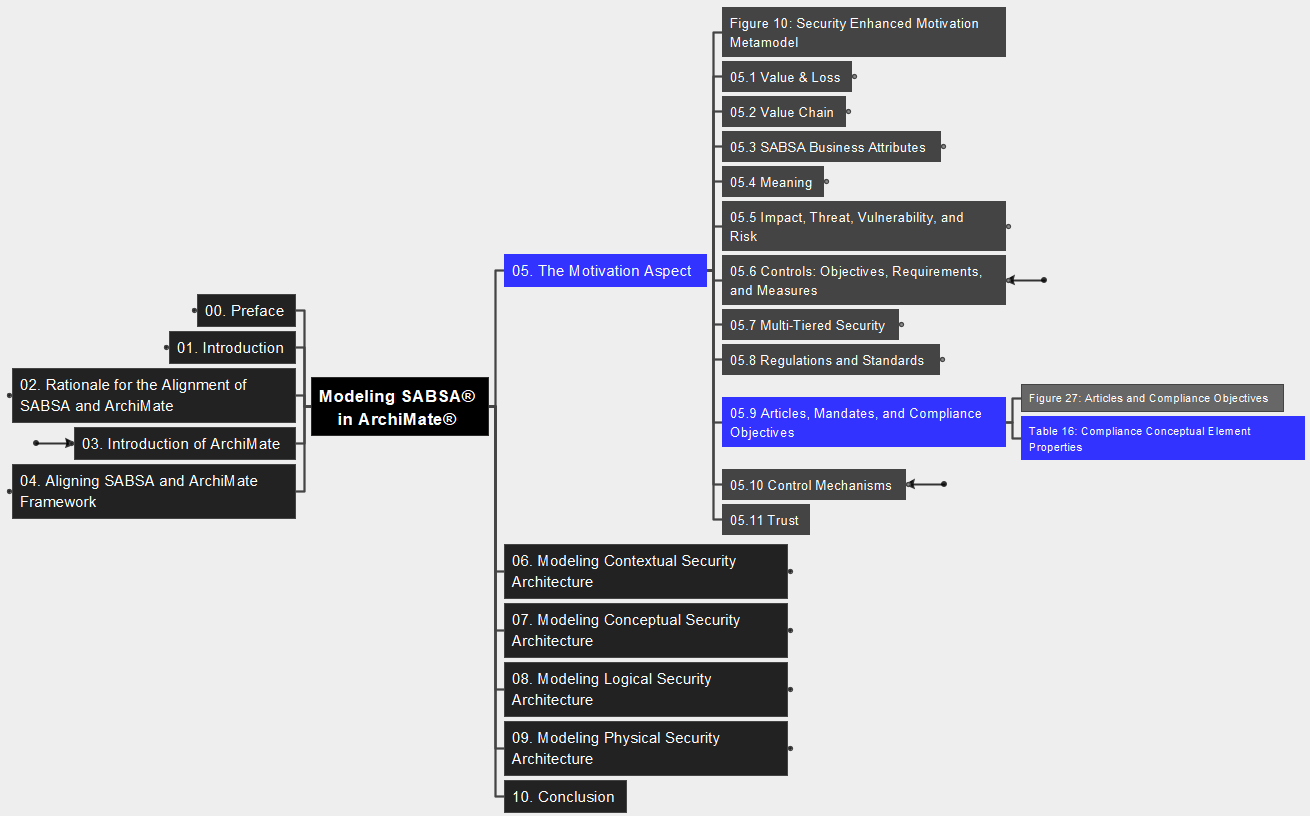 Modeling SABSA®
in ArchiMate®
00. Preface
01. Introduction
02. Rationale for the Alignment of
SABSA and ArchiMate
03. Introduction of ArchiMate
04. Aligning SABSA and ArchiMate
Framework
05. The Motivation Aspect
Figure 10: Security Enhanced Motivation
Metamodel
05.1 Value & Loss
05.2 Value Chain
05.3 SABSA Business Attributes
05.4 Meaning
05.5 Impact, Threat, Vulnerability, and
Risk
05.6 Controls: Objectives, Requirements,
and Measures
05.7 Multi-Tiered Security
05.8 Regulations and Standards
05.9 Articles, Mandates, and Compliance
Objectives
Figure 27: Articles and Compliance Objectives
Table 16: Compliance Conceptual Element
Properties
05.10 Control Mechanisms
05.11 Trust
06. Modeling Contextual Security
Architecture
07. Modeling Conceptual Security
Architecture
08. Modeling Logical Security
Architecture
09. Modeling Physical Security
Architecture
10. Conclusion